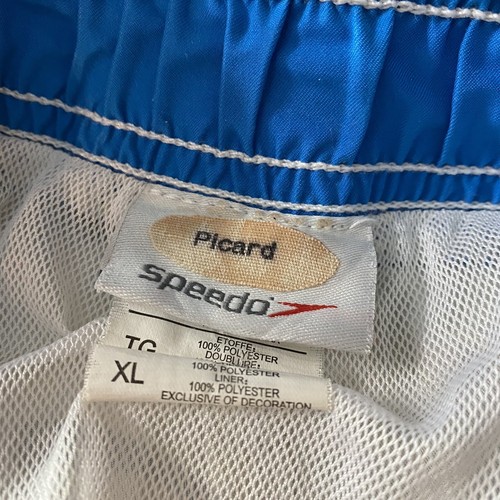 Picard
speedo
ETOFFE:
TG 100% POLYESTER
DOUBLURE:
100% POLYESTER
XL LINER:
100% POLYESTER
EXCLUSIVE OF DECORATION